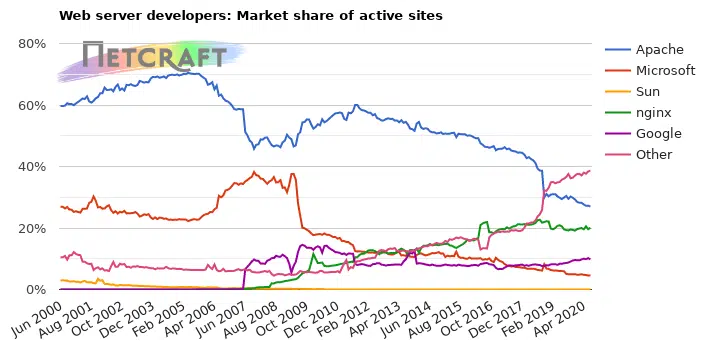 Web server developers: Market share of active sites
NETCRAFT
80%
60%
40%
20%
0%
Apache
Microsoft
Sun
nginx
Google
Other
Jun 2000
Aug 2001
Oct 2002
Dec 2003
Feb 2005
Apr 2006
Jun 2007
Aug 2008
Oct 2009
Dec 2010
Feb 2012
Apr 2013
Jun 2014
Aug 2015
Oct 2016
Dec 2017
Feb 2019
Apr 2020